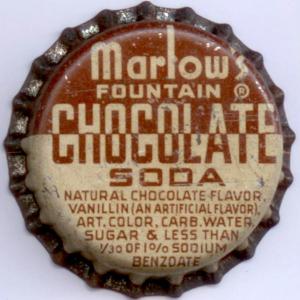 Marlow's
FOUNTAIN ®
CHOCOLATE
SODA
NATURAL CHOCOLATE FLAVOR,
VANILLIN (AN ARTIFICIAL FLAVOR),
ART. COLOR, CARB. WATER,
SUGAR & LESS THAN
1/30 OF 1% SODIUM
BENZOATE